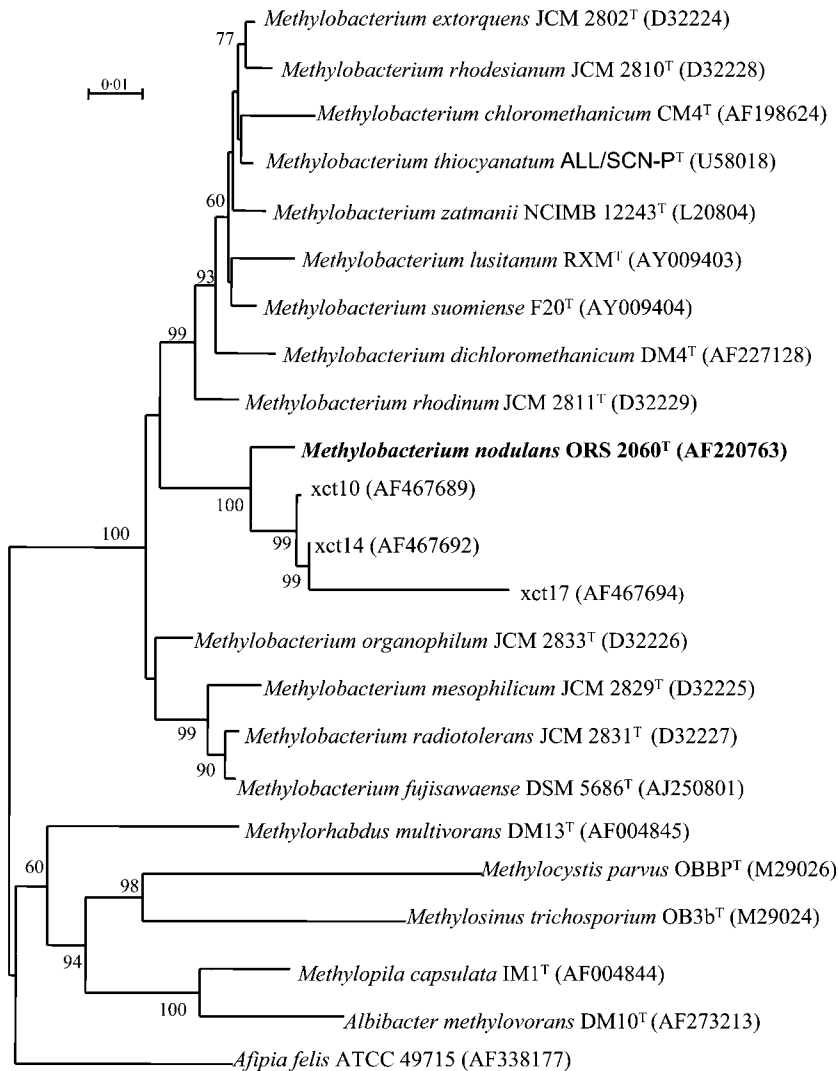 Methylobacterium extorquens JCM 2802ᵀ (D32224)
77
Methylobacterium rhodesianum JCM 2810ᵀ (D32228)
0·01
Methylobacterium chloromethanicum CM4ᵀ (AF198624)
Methylobacterium thiocyanatum ALL/SCN-Pᵀ (U58018)
60
Methylobacterium zatmanii NCIMB 12243ᵀ (L20804)
Methylobacterium lusitanum RXMᵀ (AY009403)
93
Methylobacterium suomiense F20ᵀ (AY009404)
99
Methylobacterium dichloromethanicum DM4ᵀ (AF227128)
Methylobacterium rhodinum JCM 2811ᵀ (D32229)
Methylobacterium nodulans ORS 2060ᵀ (AF220763)
xct10 (AF467689)
100
100
99
xct14 (AF467692)
99
xct17 (AF467694)
Methylobacterium organophilum JCM 2833ᵀ (D32226)
Methylobacterium mesophilicum JCM 2829ᵀ (D32225)
99
Methylobacterium radiotolerans JCM 2831ᵀ (D32227)
90
Methylobacterium fujisawaense DSM 5686ᵀ (AJ250801)
Methylorhabdus multivorans DM13ᵀ (AF004845)
60
Methylocystis parvus OBBPᵀ (M29026)
98
Methylosinus trichosporium OB3bᵀ (M29024)
94
Methylopila capsulata IM1ᵀ (AF004844)
100
Albibacter methylovorans DM10ᵀ (AF273213)
Afipia felis ATCC 49715 (AF338177)